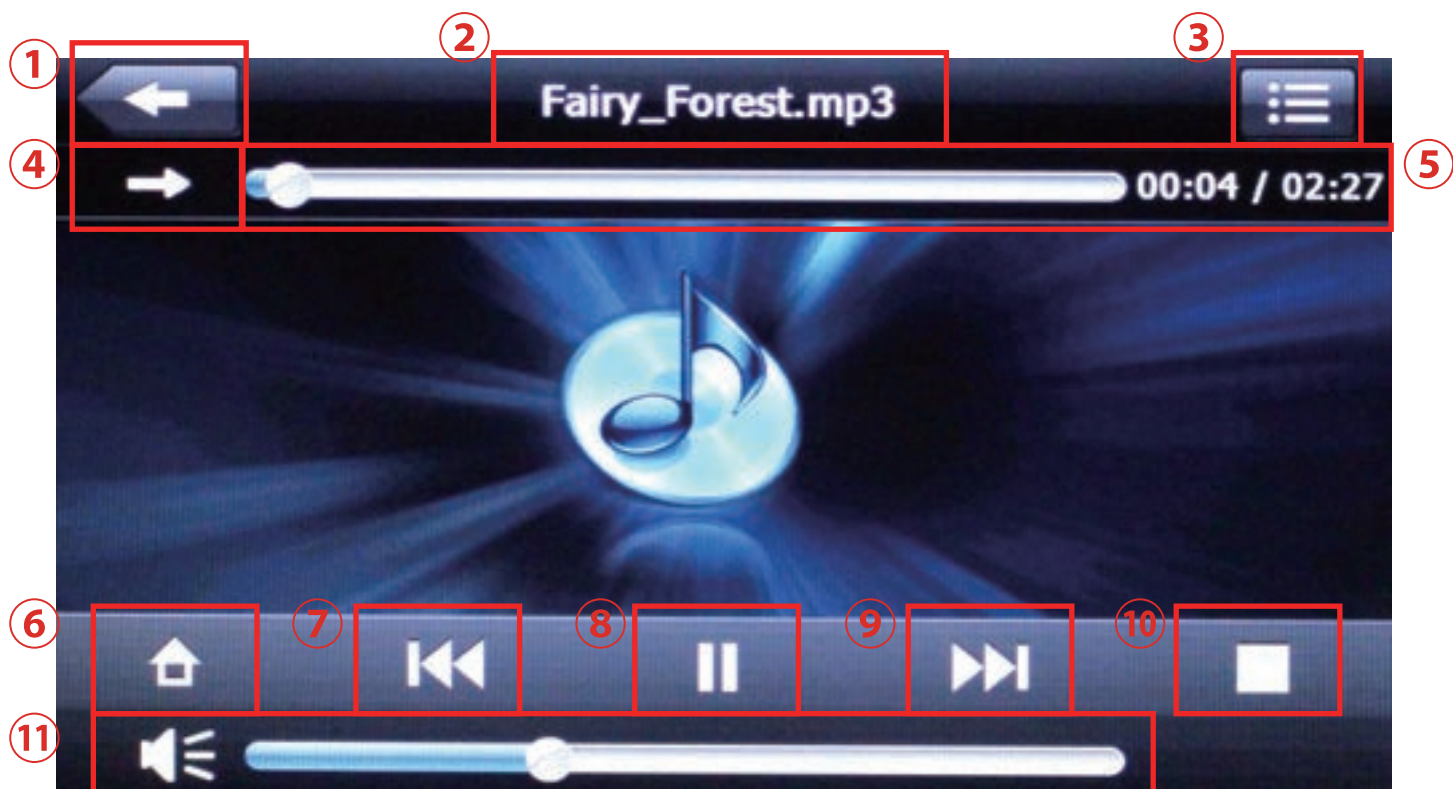 ① ② ③
Fairy_Forest.mp3
④ ⑤
00:04 / 02:27
⑥ ⑦ ⑧ ⑨ ⑩
⑪